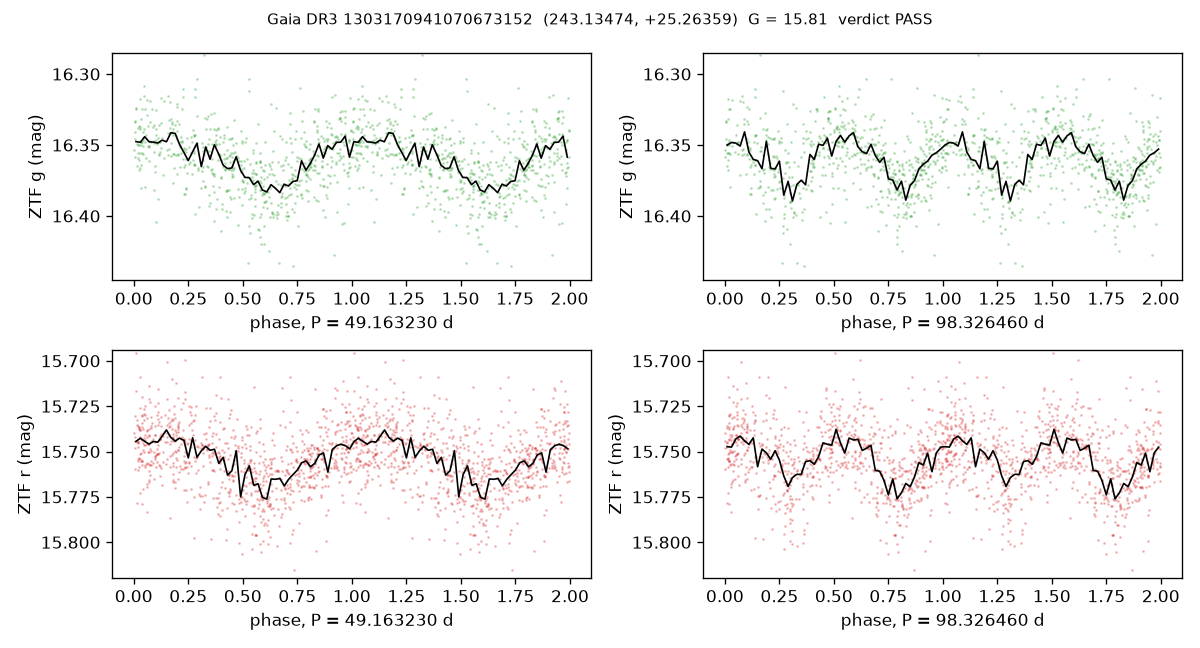 Gaia DR3 1303170941070673152 (243.13474, +25.26359) G = 15.81 verdict PASS
ZTF g (mag)
16.30
16.35
16.40
0.00 0.25 0.50 0.75 1.00 1.25 1.50 1.75 2.00
phase, P = 49.163230 d
ZTF g (mag)
16.30
16.35
16.40
0.00 0.25 0.50 0.75 1.00 1.25 1.50 1.75 2.00
phase, P = 98.326460 d
ZTF r (mag)
15.700
15.725
15.750
15.775
15.800
0.00 0.25 0.50 0.75 1.00 1.25 1.50 1.75 2.00
phase, P = 49.163230 d
ZTF r (mag)
15.700
15.725
15.750
15.775
15.800
0.00 0.25 0.50 0.75 1.00 1.25 1.50 1.75 2.00
phase, P = 98.326460 d